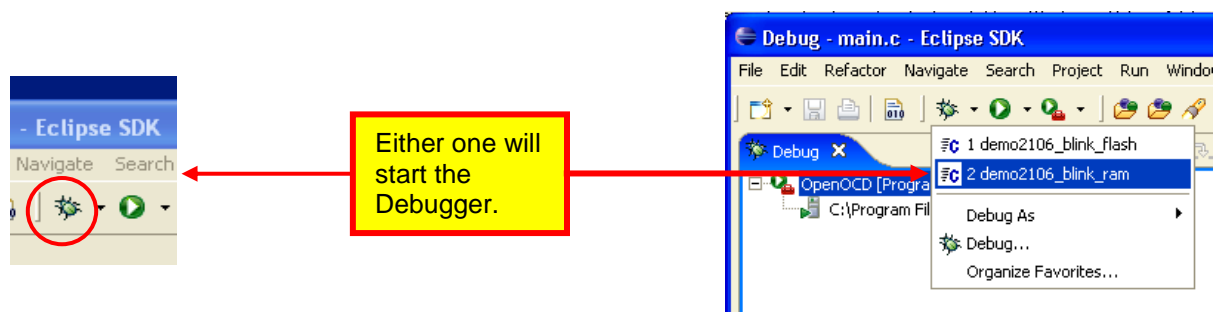 - Eclipse SDK
Navigate Search
Either one will
start the
Debugger.
Debug - main.c - Eclipse SDK
File Edit Refactor Navigate Search Project Run Windo
010
Debug
1 demo2106_blink_flash
2 demo2106_blink_ram
OpenOCD [Progra
C:\Program Fil
Debug As
Debug...
Organize Favorites...